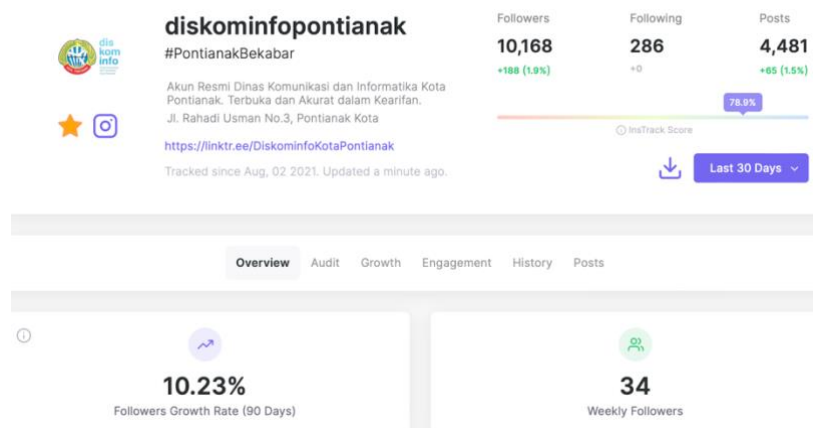 dis
kom
info
diskominfopontianak
#PontianakBekabar
Akun Resmi Dinas Komunikasi dan Informatika Kota
Pontianak. Terbuka dan Akurat dalam Kearifan.
Jl. Rahadi Usman No.3, Pontianak Kota
https://linktr.ee/DiskominfoKotaPontianak
Tracked since Aug, 02 2021. Updated a minute ago.
Followers Following Posts
10,168 286 4,481
+188 (1.9%) +0 +65 (1.5%)
78.9%
InsTrack Score
Last 30 Days
Overview Audit Growth Engagement History Posts
10.23%
Followers Growth Rate (90 Days)
34
Weekly Followers